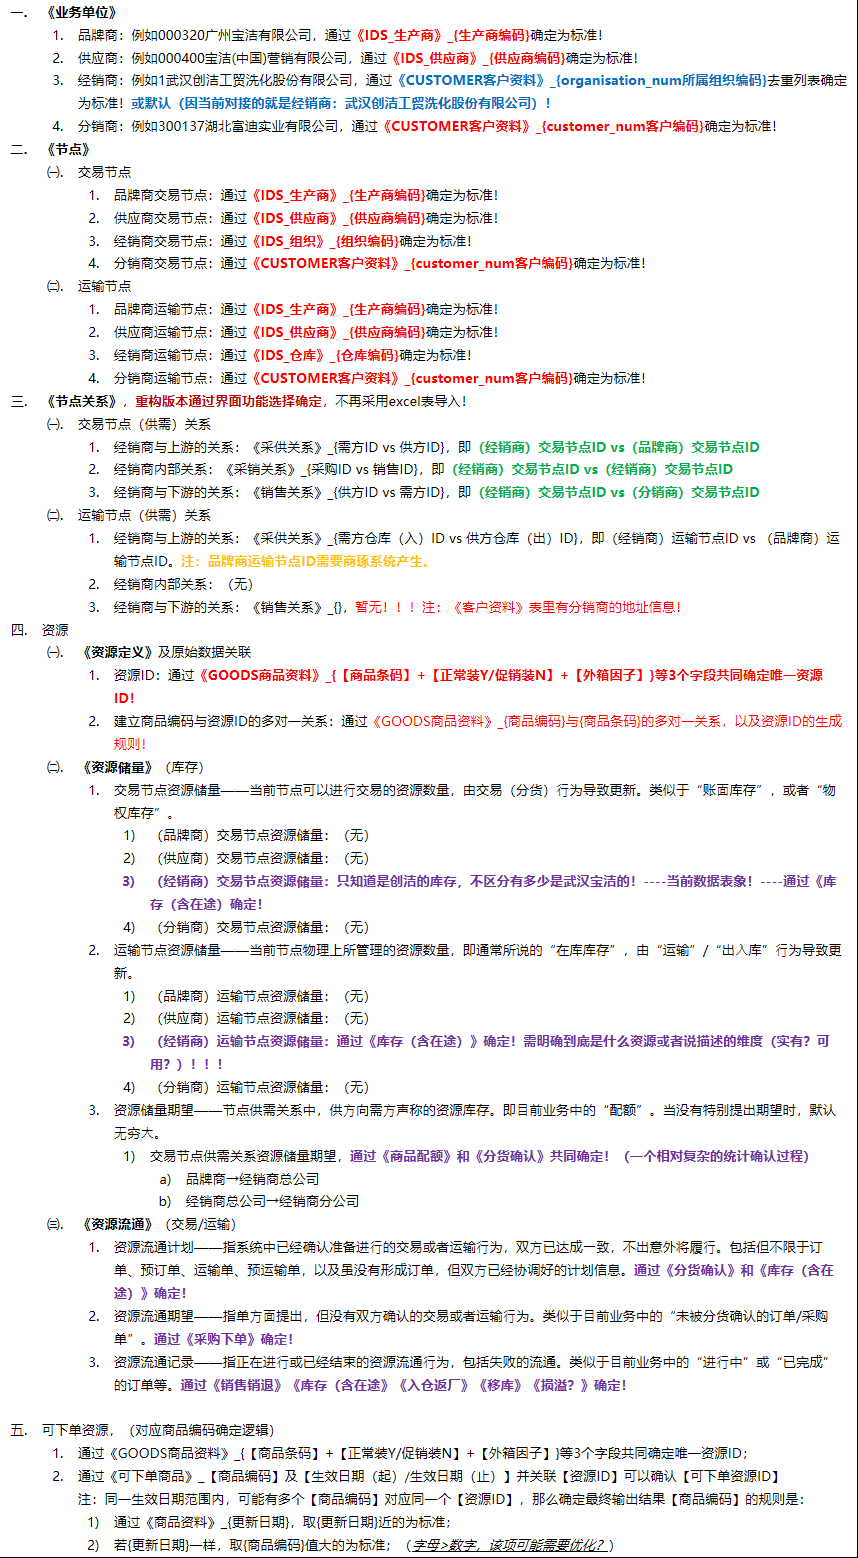 一. 《业务单位》
1. 品牌商：例如000320广州宝洁有限公司，通过《IDS_生产商》_{生产商编码}确定为标准！
2. 供应商：例如000400宝洁(中国)营销有限公司，通过《IDS_供应商》_{供应商编码}确定为标准！
3. 经销商：例如1武汉创洁工贸洗化股份有限公司，通过《CUSTOMER客户资料》_{organisation_num所属组织编码}去重列表确定
为标准！或默认（因当前对接的就是经销商：武汉创洁工贸洗化股份有限公司）！
4. 分销商：例如300137湖北富迪实业有限公司，通过《CUSTOMER客户资料》_{customer_num客户编码}确定为标准！
二. 《节点》
㈠. 交易节点
1. 品牌商交易节点：通过《IDS_生产商》_{生产商编码}确定为标准！
2. 供应商交易节点：通过《IDS_供应商》_{供应商编码}确定为标准！
3. 经销商交易节点：通过《IDS_组织》_{组织编码}确定为标准！
4. 分销商交易节点：通过《CUSTOMER客户资料》_{customer_num客户编码}确定为标准！
㈡. 运输节点
1. 品牌商运输节点：通过《IDS_生产商》_{生产商编码}确定为标准！
2. 供应商运输节点：通过《IDS_供应商》_{供应商编码}确定为标准！
3. 经销商运输节点：通过《IDS_仓库》_{仓库编码}确定为标准！
4. 分销商运输节点：通过《CUSTOMER客户资料》_{customer_num客户编码}确定为标准！
三. 《节点关系》，重构版本通过界面功能选择确定，不再采用excel表导入！
㈠. 交易节点（供需）关系
1. 经销商与上游的关系：《采供关系》_{需方ID vs 供方ID}，即（经销商）交易节点ID vs（品牌商）交易节点ID
2. 经销商内部关系：《采销关系》_{采购ID vs 销售ID}，即（经销商）交易节点ID vs（经销商）交易节点ID
3. 经销商与下游的关系：《销售关系》_{供方ID vs 需方ID}，即（经销商）交易节点ID vs（分销商）交易节点ID
㈡. 运输节点（供需）关系
1. 经销商与上游的关系：《采供关系》_{需方仓库（入）ID vs 供方仓库（出）ID}，即（经销商）运输节点ID vs （品牌商）运
输节点ID。注：品牌商运输节点ID需要商琢系统产生。
2. 经销商内部关系：（无）
3. 经销商与下游的关系：《销售关系》_{}，暂无！！！注：《客户资料》表里有分销商的地址信息！
四. 资源
㈠. 《资源定义》及原始数据关联
1. 资源ID：通过《GOODS商品资料》_{【商品条码】+【正常装Y/促销装N】+【外箱因子】}等3个字段共同确定唯一资源
ID！
2. 建立商品编码与资源ID的多对一关系：通过《GOODS商品资料》_{商品编码}与{商品条码}的多对一关系，以及资源ID的生成
规则！
㈡. 《资源储量》（库存）
1. 交易节点资源储量——当前节点可以进行交易的资源数量，由交易（分货）行为导致更新。类似于“账面库存”，或者“物
权库存”。
1) （品牌商）交易节点资源储量：（无）
2) （供应商）交易节点资源储量：（无）
3) （经销商）交易节点资源储量：只知道是创洁的库存，不区分有多少是武汉宝洁的！----当前数据表象！----通过《库
存（含在途）确定！
4) （分销商）交易节点资源储量：（无）
2. 运输节点资源储量——当前节点物理上所管理的资源数量，即通常所说的“在库库存”，由“运输”/“出入库”行为导致更
新。
1) （品牌商）运输节点资源储量：（无）
2) （供应商）运输节点资源储量：（无）
3) （经销商）运输节点资源储量：通过《库存（含在途）》确定！需明确到底是什么资源或者说描述的维度（实有？可
用？）！！！
4) （分销商）运输节点资源储量：（无）
3. 资源储量期望——节点供需关系中，供方向需方声称的资源库存。即目前业务中的“配额”。当没有特别提出期望时，默认
无穷大。
1) 交易节点供需关系资源储量期望，通过《商品配额》和《分货确认》共同确定！（一个相对复杂的统计确认过程）
a) 品牌商→经销商总公司
b) 经销商总公司→经销商分公司
㈢. 《资源流通》（交易/运输）
1. 资源流通计划——指系统中已经确认准备进行的交易或者运输行为，双方已达成一致，不出意外将履行。包括但不限于订
单、预订单、运输单、预运输单，以及虽没有形成订单，但双方已经协调好的计划信息。通过《分货确认》和《库存（含在
途）》确定！
2. 资源流通期望——指单方面提出，但没有双方确认的交易或者运输行为。类似于目前业务中的“未被分货确认的订单/采购
单”。通过《采购下单》确定！
3. 资源流通记录——指正在进行或已经结束的资源流通行为，包括失败的流通。类似于目前业务中的“进行中”或“已完成”
的订单等。通过《销售销退》《库存（含在途》《入仓返厂》《移库》《损溢？》确定！
五. 可下单资源，（对应商品编码确定逻辑）
1. 通过《GOODS商品资料》_{【商品条码】+【正常装Y/促销装N】+【外箱因子】}等3个字段共同确定唯一资源ID；
2. 通过《可下单商品》_【商品编码】及【生效日期（起）/生效日期（止）】并关联【资源ID】可以确认【可下单资源ID】
注：同一生效日期范围内，可能有多个【商品编码】对应同一个【资源ID】，那么确定最终输出结果【商品编码】的规则是：
1) 通过《商品资料》_{更新日期}，取{更新日期}近的为标准；
2) 若{更新日期}一样，取{商品编码}值大的为标准；（字母>数字，该项可能需要优化？）